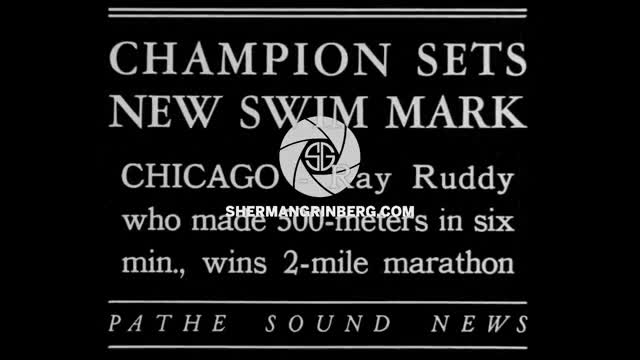 CHAMPION SETS
NEW SWIM MARK
CHICAGO - Ray Ruddy
SG
SHERMANGRINBERG.COM
who made 500-meters in six
min., wins 2-mile marathon
PATHE SOUND NEWS